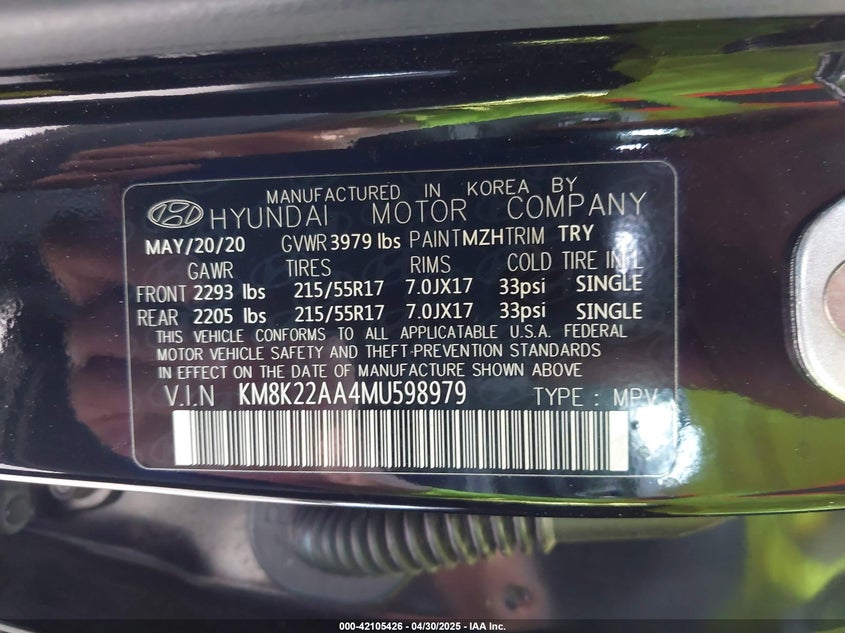 MANUFACTURED IN KOREA BY
HYUNDAI MOTOR COMPANY
MAY/20/20 GVWR 3979 lbs PAINT MZH TRIM TRY
GAWR TIRES RIMS COLD TIRE INFL
FRONT 2293 lbs 215/55R17 7.0JX17 33psi SINGLE
REAR 2205 lbs 215/55R17 7.0JX17 33psi SINGLE
THIS VEHICLE CONFORMS TO ALL APPLICATABLE U.S.A. FEDERAL
MOTOR VEHICLE SAFETY AND THEFT-PREVENTION STANDARDS
IN EFFECT ON THE DATE OF MANUFACTURE SHOWN ABOVE
V.I.N KM8K22AA4MU598979 TYPE : MPV
000-42105426 - 04/30/2025 - IAA Inc.